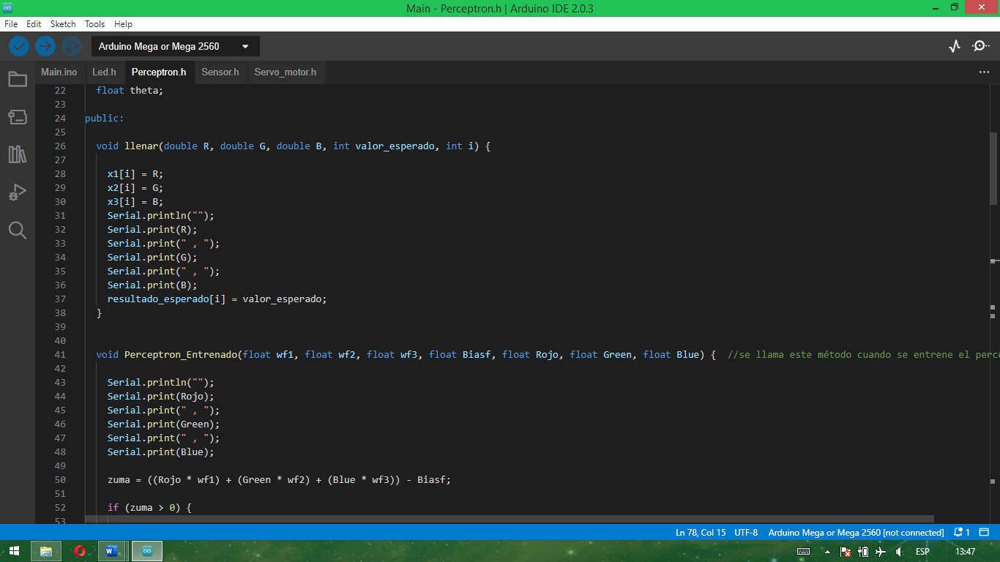 Main - Perceptron.h | Arduino IDE 2.0.3
File Edit Sketch Tools Help
Arduino Mega or Mega 2560
Main.ino Led.h Perceptron.h Sensor.h Servo_motor.h
22 float theta;
23
24 public:
25
26 void llenar(double R, double G, double B, int valor_esperado, int i) {
27
28 x1[i] = R;
29 x2[i] = G;
30 x3[i] = B;
31 Serial.println("");
32 Serial.print(R);
33 Serial.print(" , ");
34 Serial.print(G);
35 Serial.print(" , ");
36 Serial.print(B);
37 resultado_esperado[i] = valor_esperado;
38 }
39
40
41 void Perceptron_Entrenado(float wf1, float wf2, float wf3, float Biasf, float Rojo, float Green, float Blue) { //se llama este método cuando se entrene el perce
42
43 Serial.println("");
44 Serial.print(Rojo);
45 Serial.print(" , ");
46 Serial.print(Green);
47 Serial.print(" , ");
48 Serial.print(Blue);
49
50 zuma = ((Rojo * wf1) + (Green * wf2) + (Blue * wf3)) - Biasf;
51
52 if (zuma > 0) {
53
Ln 78, Col 15 UTF-8 Arduino Mega or Mega 2560 [not connected] 1
ESP 13:47